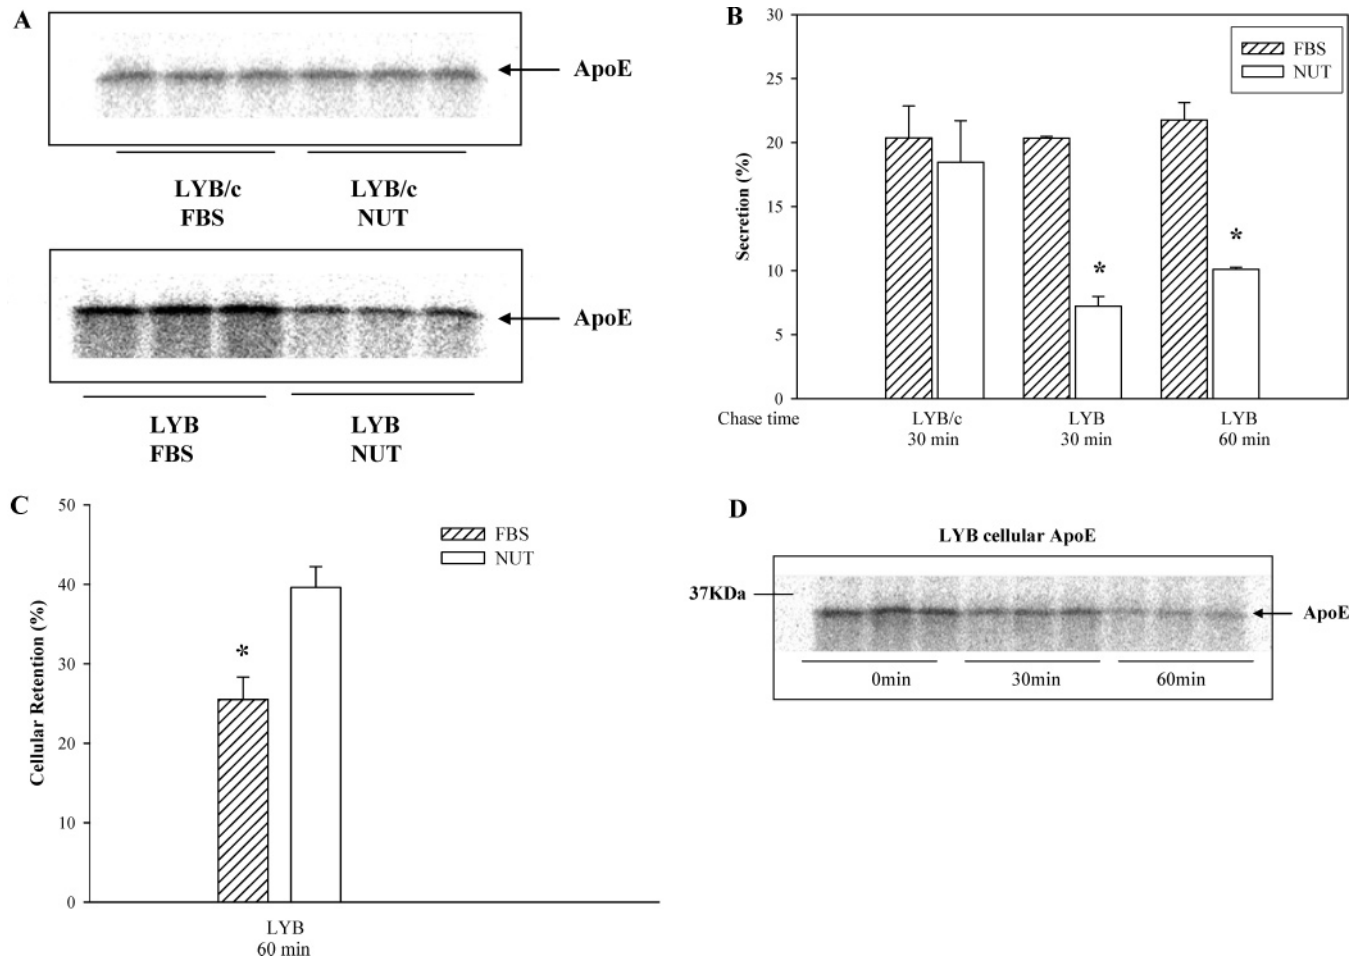 A
ApoE
LYB/c
FBS
LYB/c
NUT
ApoE
LYB
FBS
LYB
NUT
B
30
25
20
15
10
5
0
Secretion (%)
FBS
NUT
*
*
Chase time
LYB/c
30 min
LYB
30 min
LYB
60 min
C
50
40
30
20
10
0
Cellular Retention (%)
FBS
NUT
*
LYB
60 min
D
LYB cellular ApoE
37KDa
ApoE
0min
30min
60min